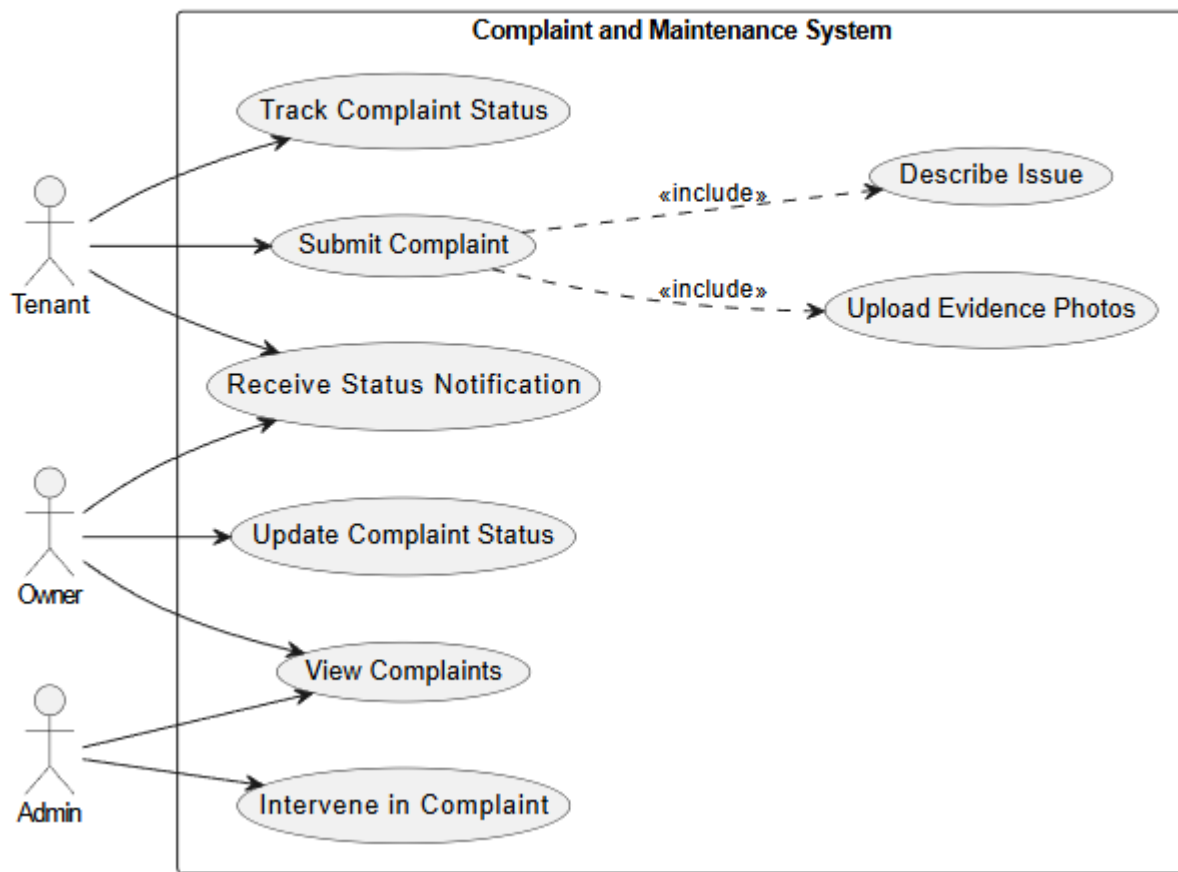 Complaint and Maintenance System
Track Complaint Status
Describe Issue
«include»
Submit Complaint
«include»
Upload Evidence Photos
Tenant
Receive Status Notification
Update Complaint Status
Owner
View Complaints
Intervene in Complaint
Admin